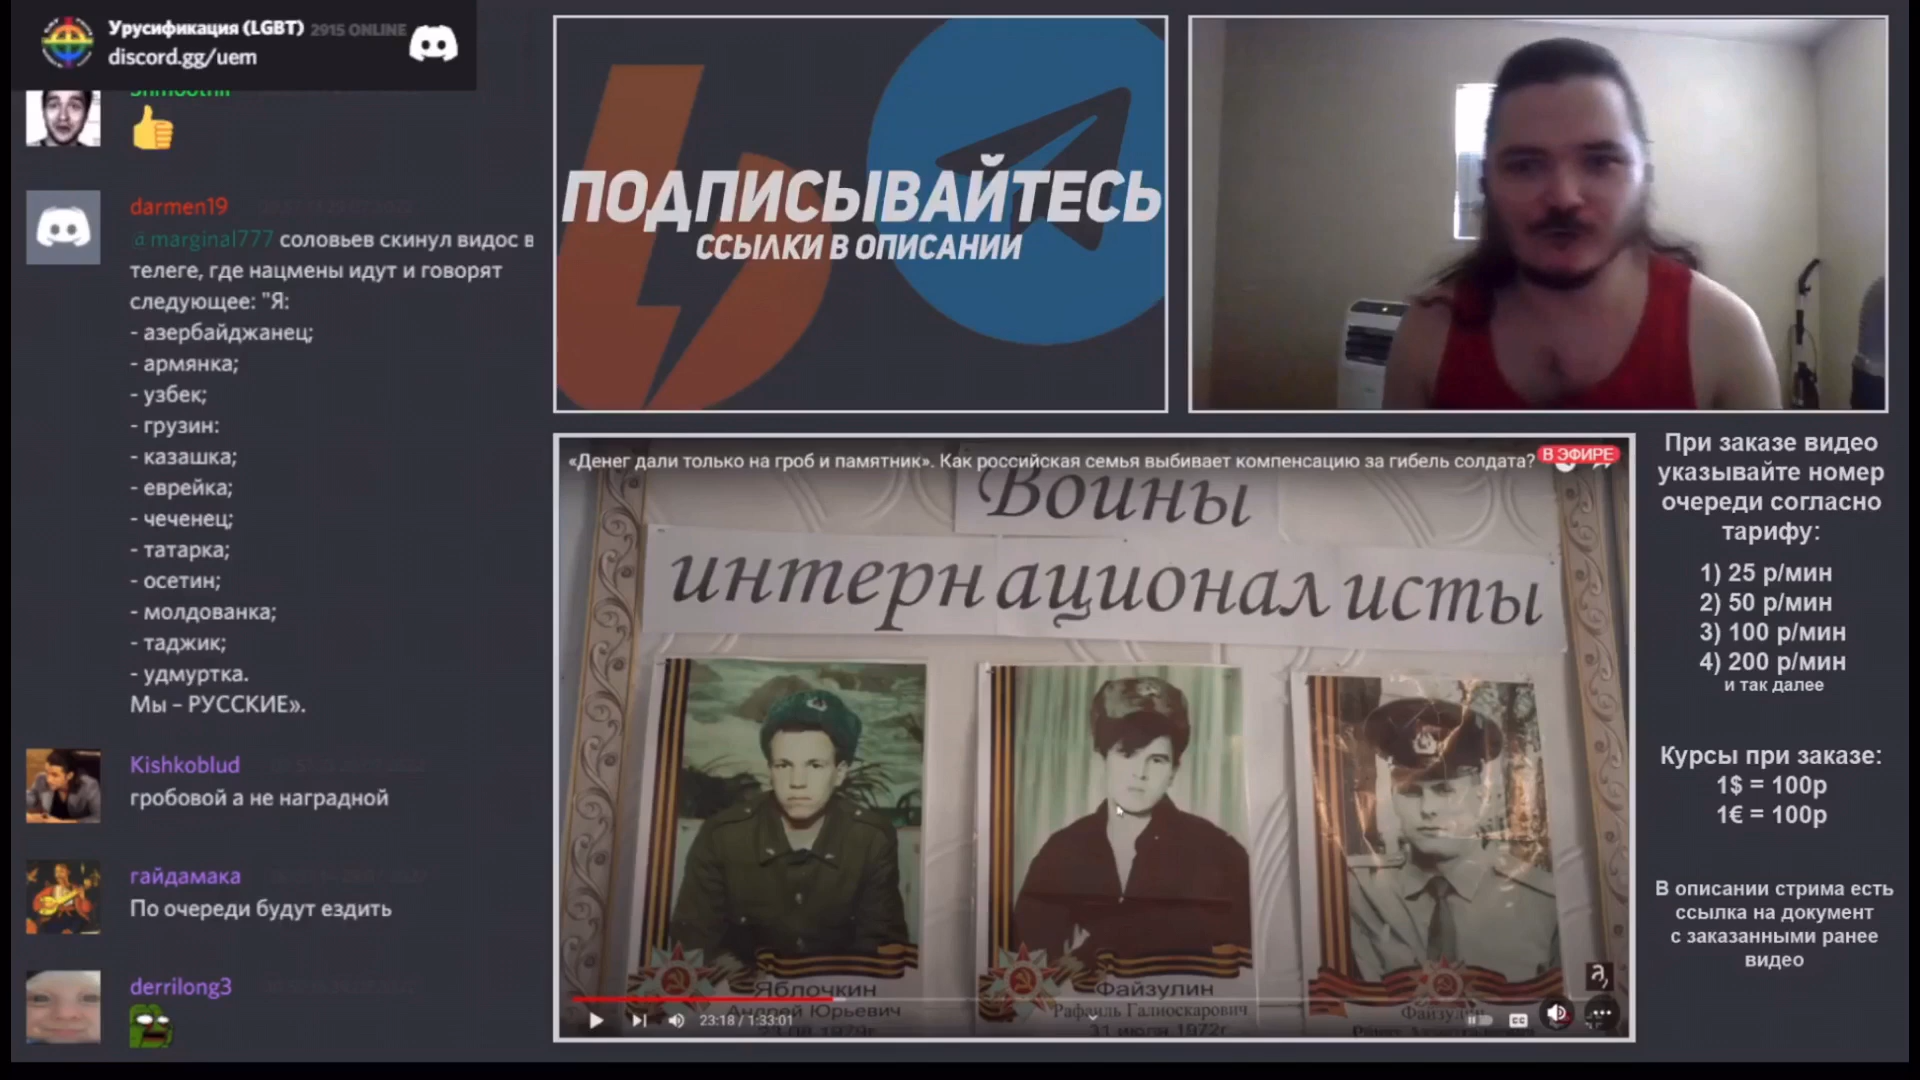 Урусификация (LGBT) 2915 ONLINE
discord.gg/uem
darmen19
@marginal777 соловьев скинул видос в
телеге, где нацмены идут и говорят
следующее: "Я:
- азербайджанец;
- армянка;
- узбек;
- грузин:
- казашка;
- еврейка;
- чеченец;
- татарка;
- осетин;
- молдованка;
- таджик;
- удмуртка.
Мы – РУССКИЕ».
Kishkoblud
гробовой а не наградной
гайдамака
По очереди будут ездить
derrilong3
ПОДПИСЫВАЙТЕСЬ
ССЫЛКИ В ОПИСАНИИ
«Денег дали только на гроб и памятник». Как российская семья выбивает компенсацию за гибель солдата?
В ЭФИРЕ
Воины
интернационалисты
Яблочкин
Андрей Юрьевич
Файзулин
Рафаиль Галиоскарович
31 июля 1972г
23:18 / 1:33:01
При заказе видео
указывайте номер
очереди согласно
тарифу:
1) 25 р/мин
2) 50 р/мин
3) 100 р/мин
4) 200 р/мин
и так далее
Курсы при заказе:
1$ = 100р
1€ = 100р
В описании стрима есть
ссылка на документ
с заказанными ранее
видео